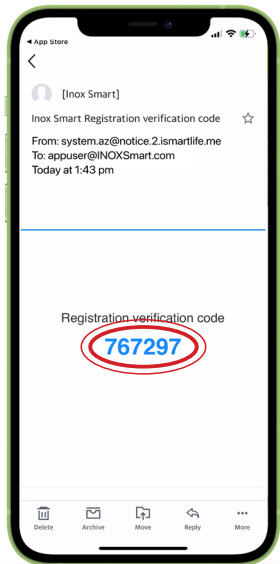 ◀ App Store
[Inox Smart]
Inox Smart Registration verification code
From: system.az@notice.2.ismartlife.me
To: appuser@INOXSmart.com
Today at 1:43 pm
Registration verification code
767297
Delete Archive Move Reply More